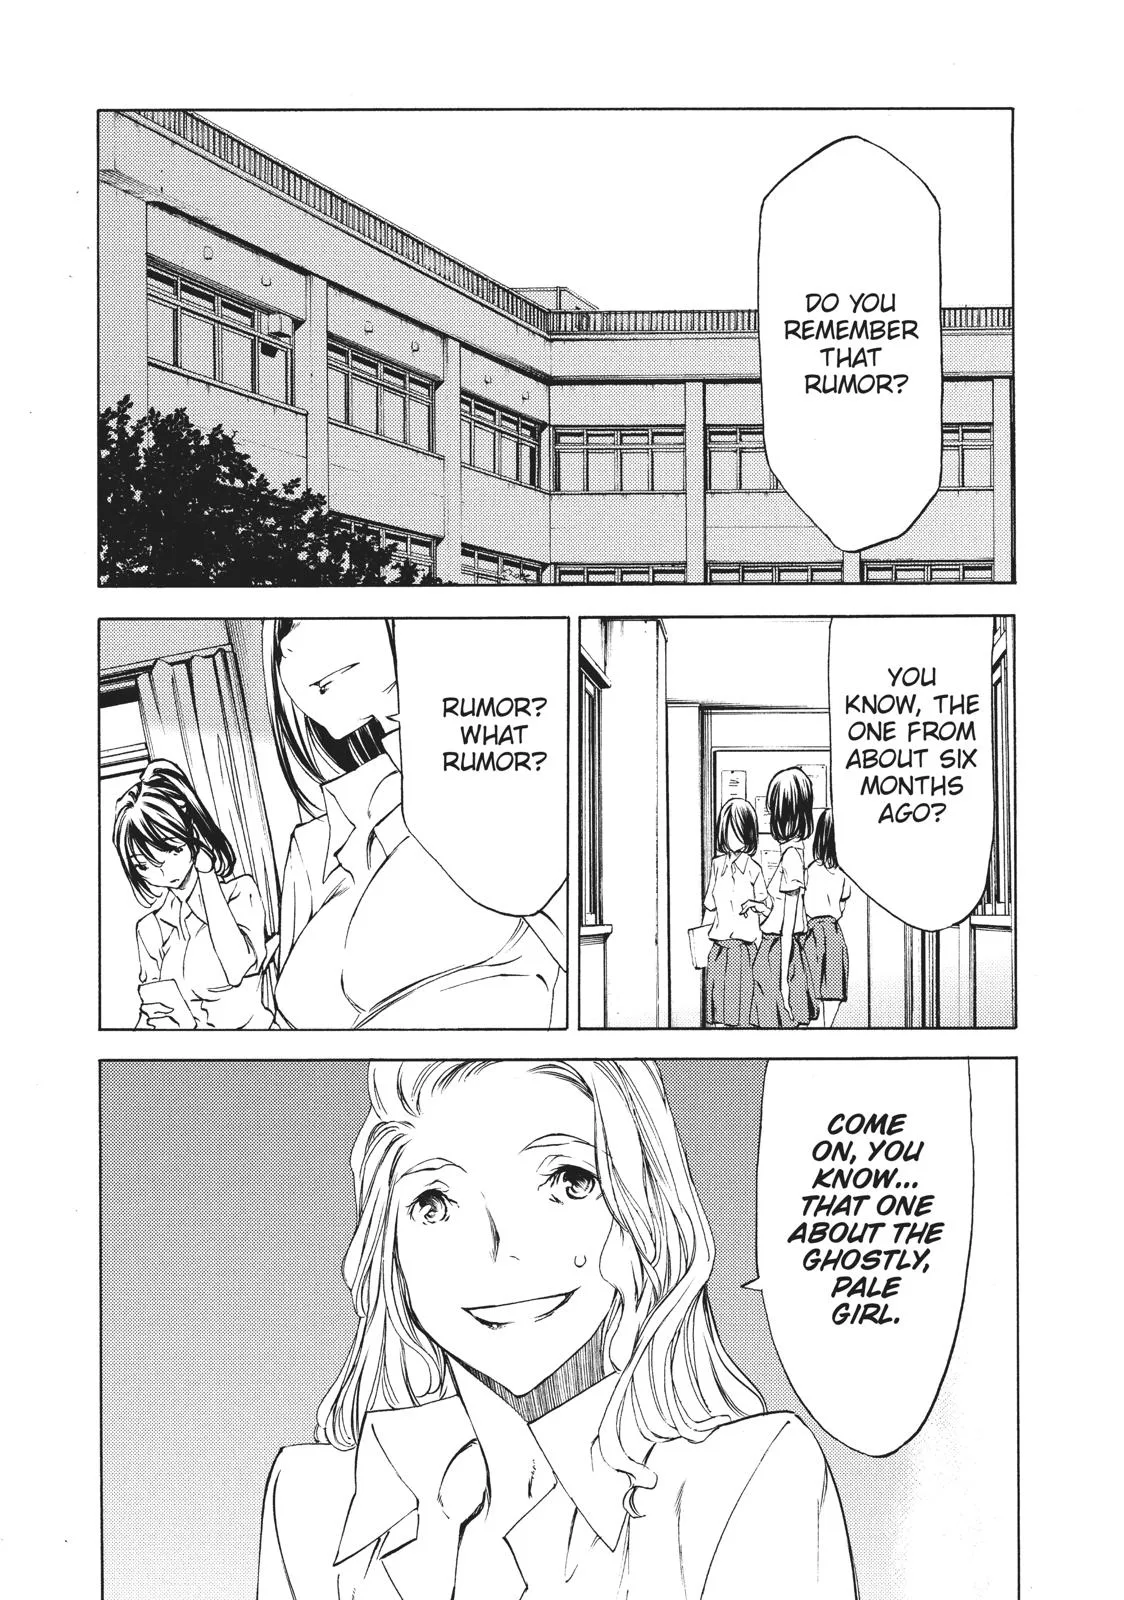 DO YOU
REMEMBER
THAT
RUMOR?
YOU
KNOW, THE
ONE FROM
ABOUT SIX
MONTHS
AGO?
RUMOR?
WHAT
RUMOR?
COME
ON, YOU
KNOW...
THAT ONE
ABOUT THE
GHOSTLY,
PALE
GIRL.